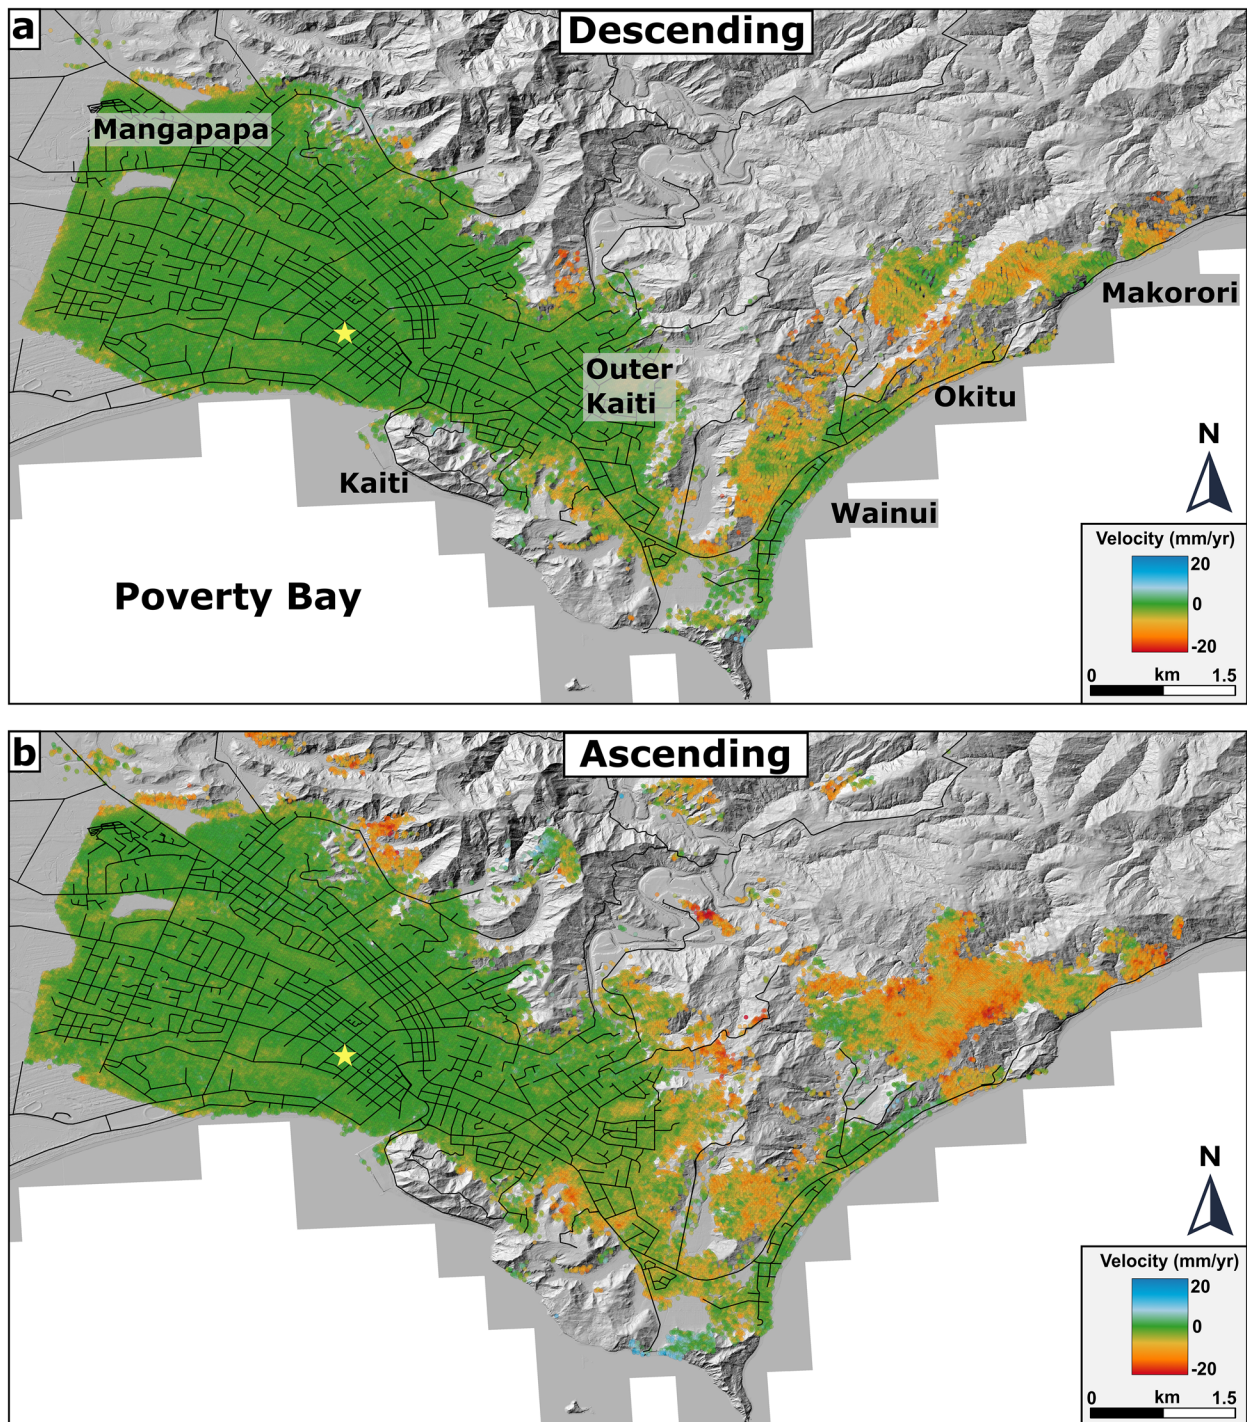 a
Descending
Mangapapa
Makorori
Outer
Kaiti
Okitu
Kaiti
Wainui
N
Poverty Bay
Velocity (mm/yr)
20
0
-20
0 km 1.5
b
Ascending
N
Velocity (mm/yr)
20
0
-20
0 km 1.5